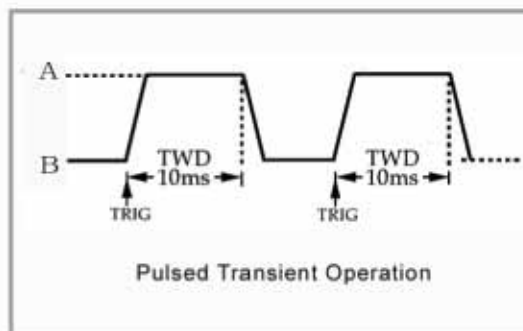 A
B
TWD
10ms
TRIG
TWD
10ms
TRIG
Pulsed Transient Operation